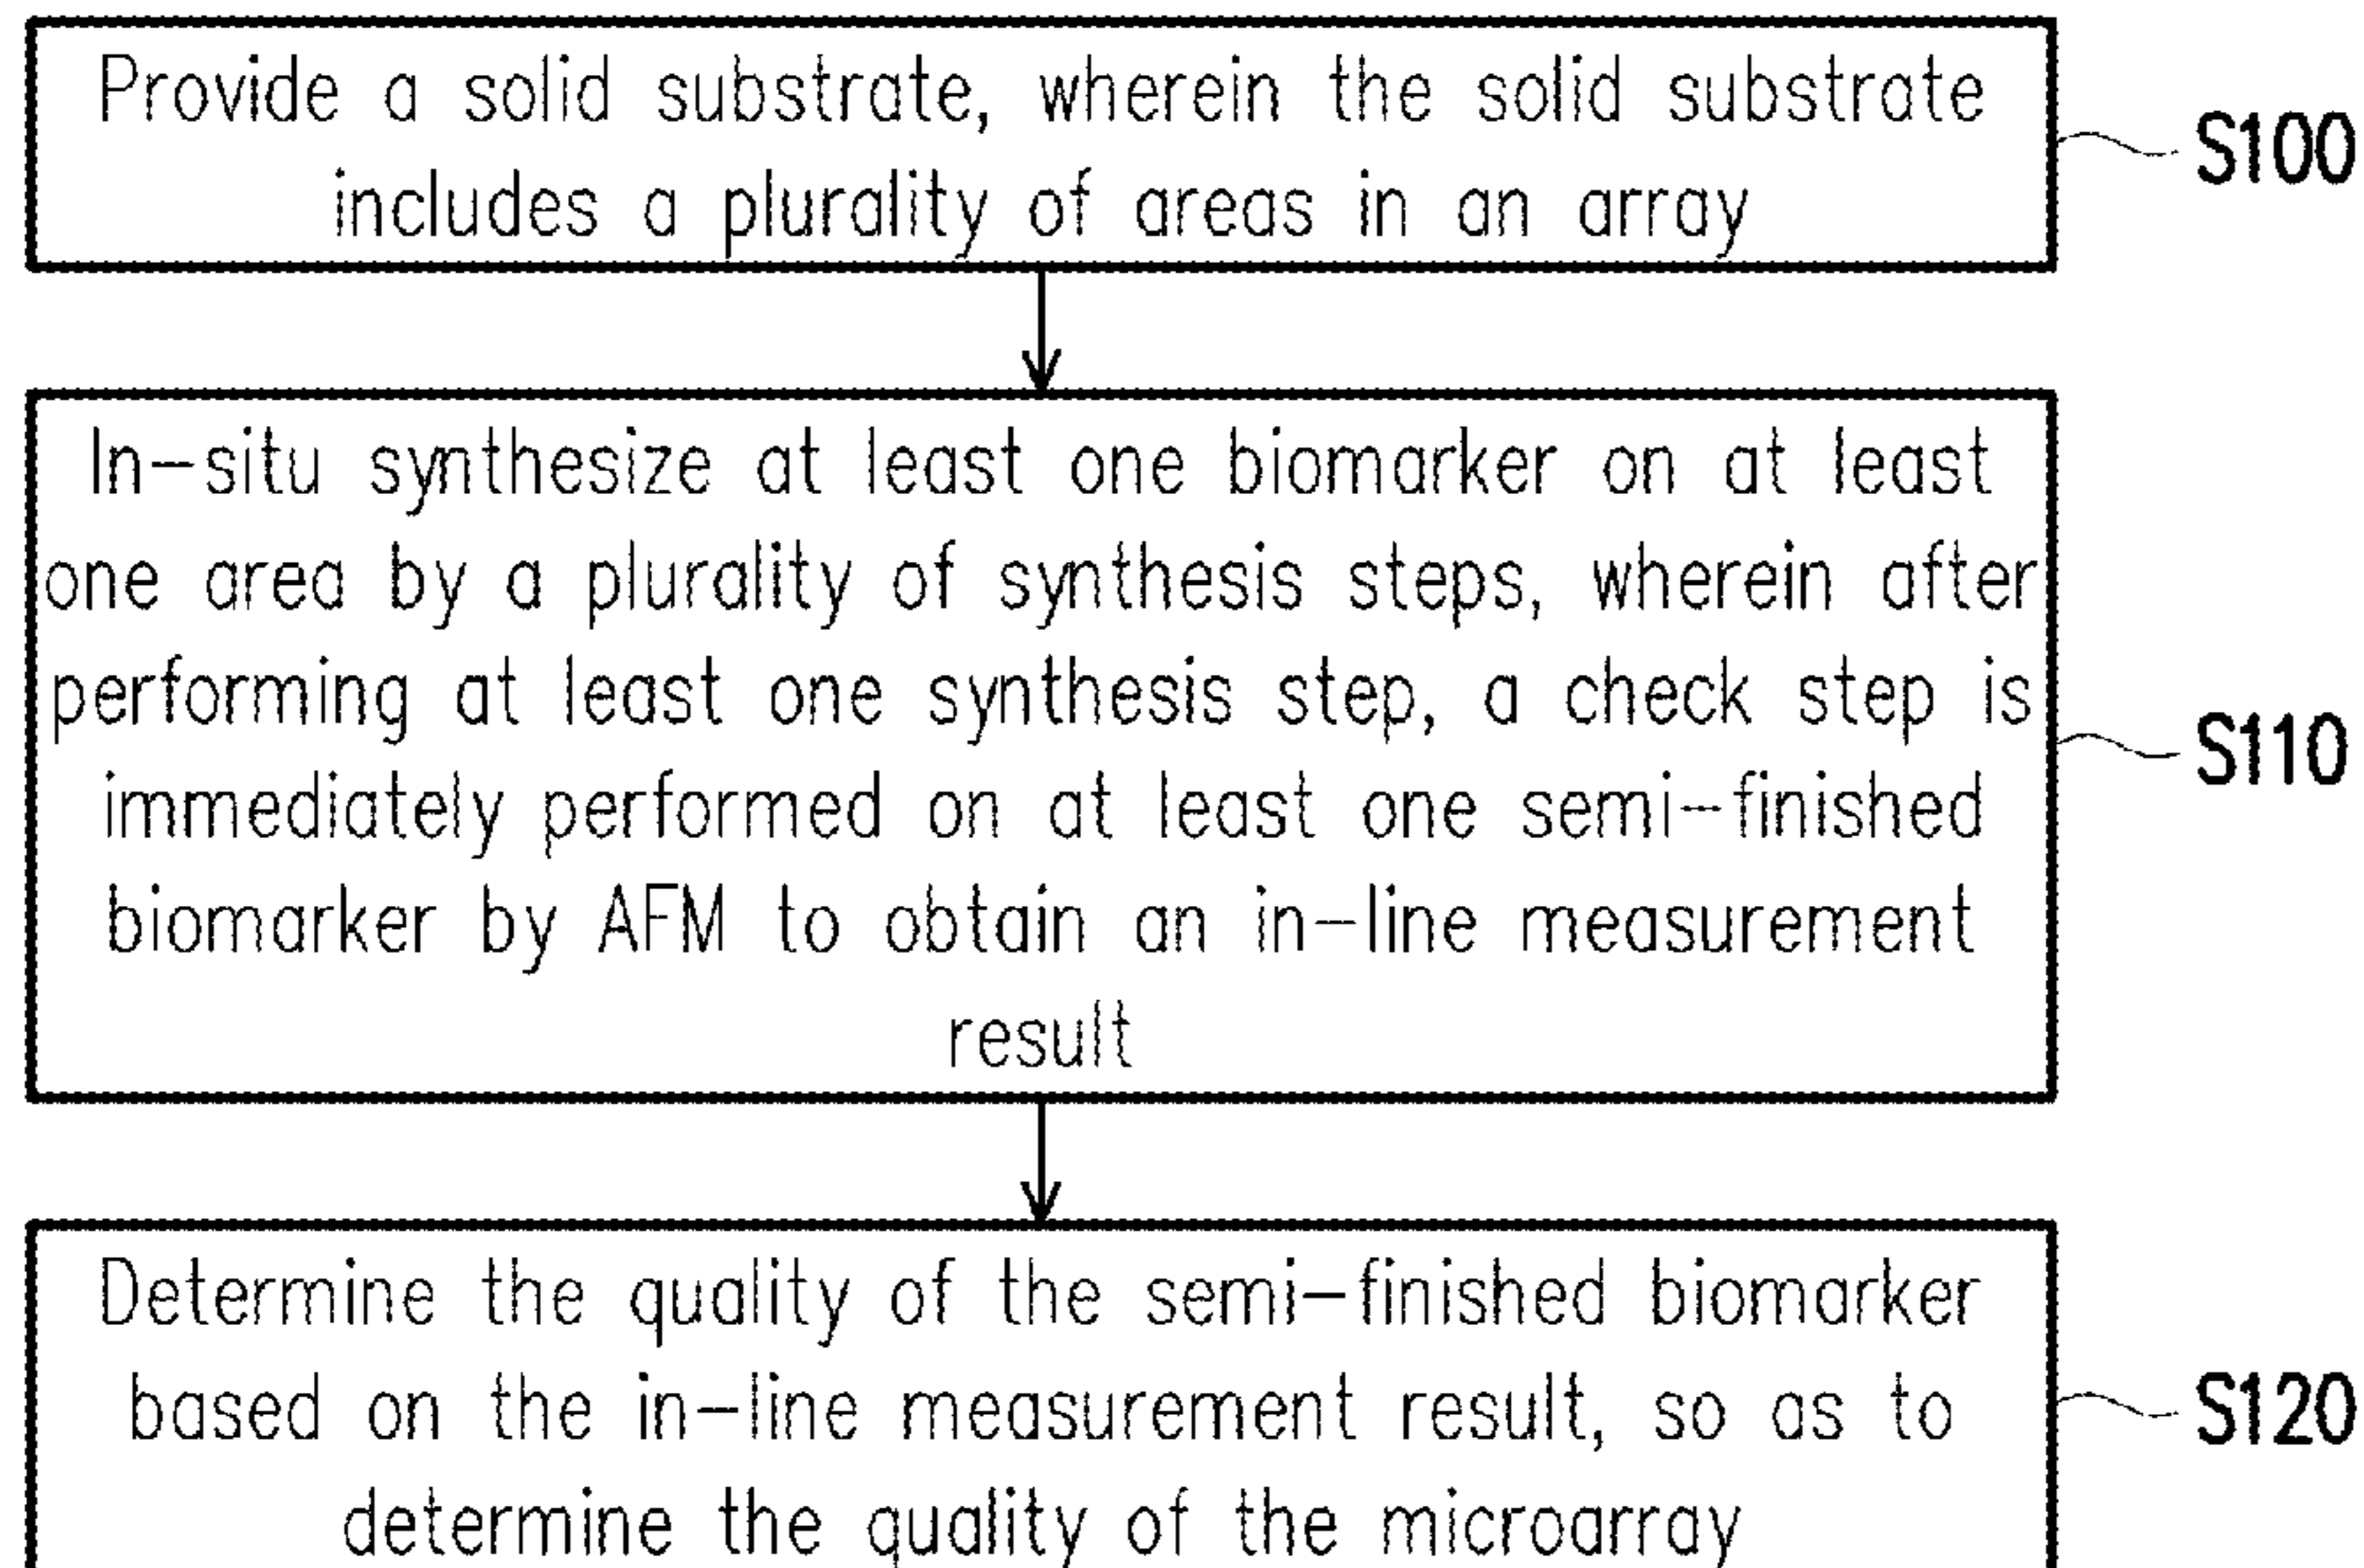 Provide a solid substrate, wherein the solid substrate
includes a plurality of areas in an array
S100
In-situ synthesize at least one biomarker on at least
one area by a plurality of synthesis steps, wherein after
performing at least one synthesis step, a check step is
immediately performed on at least one semi-finished
biomarker by AFM to obtain an in-line measurement
result
S110
Determine the quality of the semi-finished biomarker
based on the in-line measurement result, so as to
determine the quality of the microarray
S120